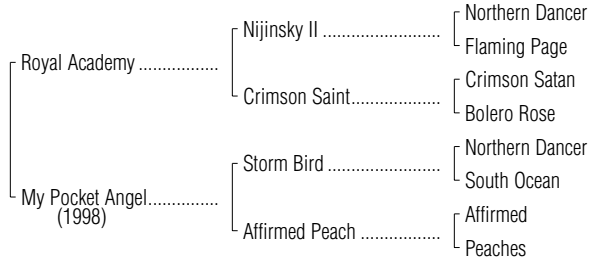 Northern Dancer
Nijinsky II ........................
Flaming Page
Royal Academy ................
Crimson Satan
Crimson Saint..................
Bolero Rose
Northern Dancer
Storm Bird .......................
South Ocean
My Pocket Angel..............
(1998)
Affirmed
Affirmed Peach ................
Peaches